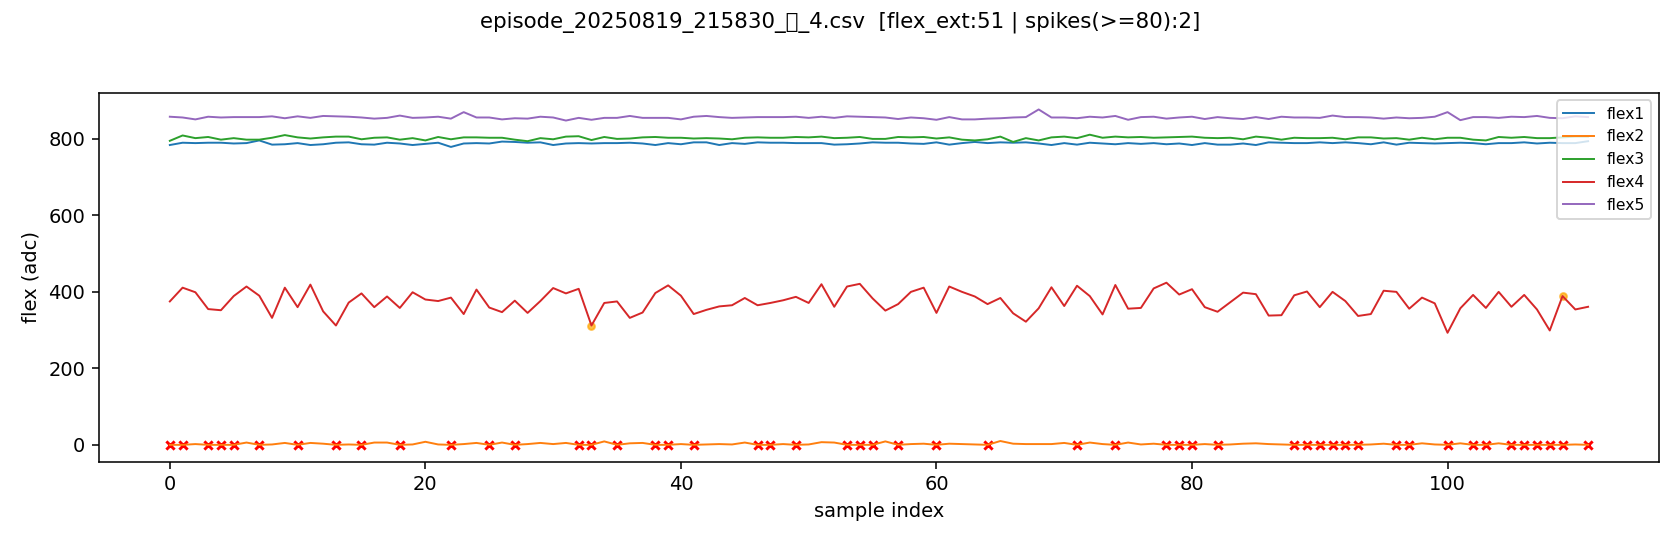 episode_20250819_215830_▯_4.csv  [flex_ext:51 | spikes(>=80):2]
flex (adc)
800
600
400
200
0
flex1
flex2
flex3
flex4
flex5
0 20 40 60 80 100
sample index